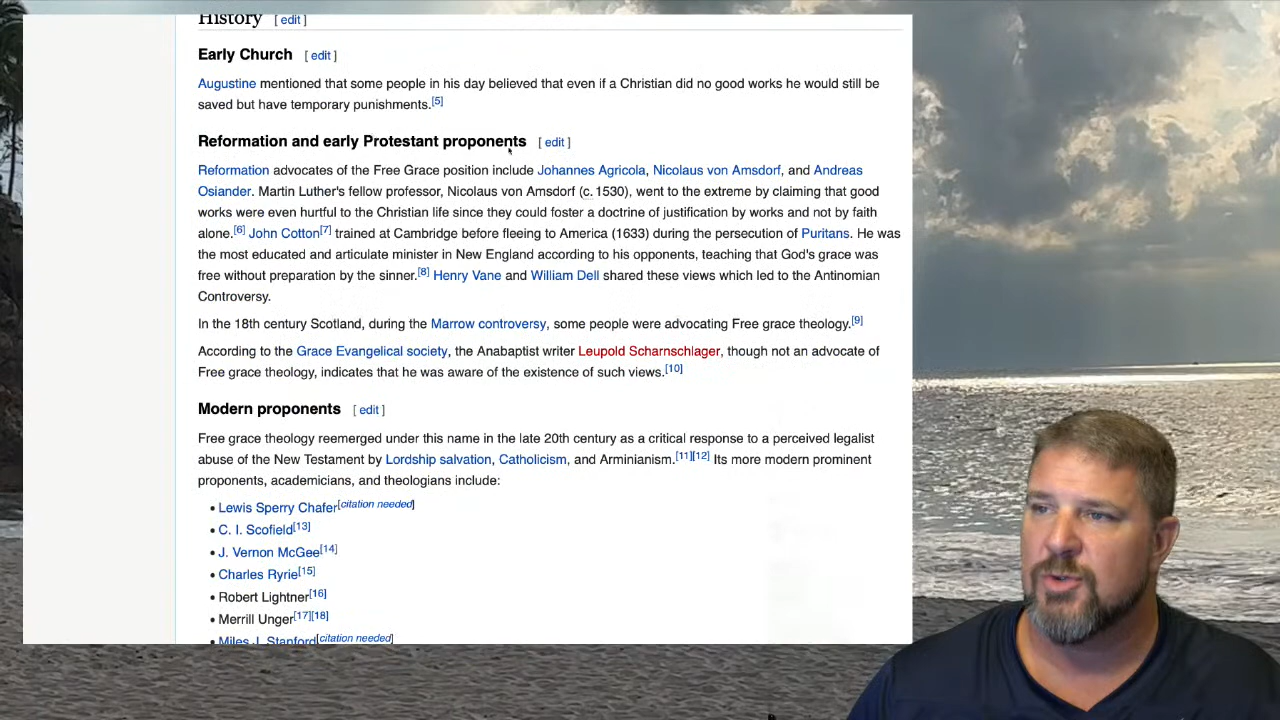 History [ edit ]
Early Church [ edit ]
Augustine mentioned that some people in his day believed that even if a Christian did no good works he would still be
saved but have temporary punishments.[5]
Reformation and early Protestant proponents [ edit ]
Reformation advocates of the Free Grace position include Johannes Agricola, Nicolaus von Amsdorf, and Andreas
Osiander. Martin Luther's fellow professor, Nicolaus von Amsdorf (c. 1530), went to the extreme by claiming that good
works were even hurtful to the Christian life since they could foster a doctrine of justification by works and not by faith
alone.[6] John Cotton[7] trained at Cambridge before fleeing to America (1633) during the persecution of Puritans. He was
the most educated and articulate minister in New England according to his opponents, teaching that God's grace was
free without preparation by the sinner.[8] Henry Vane and William Dell shared these views which led to the Antinomian
Controversy.
In the 18th century Scotland, during the Marrow controversy, some people were advocating Free grace theology.[9]
According to the Grace Evangelical society, the Anabaptist writer Leupold Scharnschlager, though not an advocate of
Free grace theology, indicates that he was aware of the existence of such views.[10]
Modern proponents [ edit ]
Free grace theology reemerged under this name in the late 20th century as a critical response to a perceived legalist
abuse of the New Testament by Lordship salvation, Catholicism, and Arminianism.[11][12] Its more modern prominent
proponents, academicians, and theologians include:
• Lewis Sperry Chafer[citation needed]
• C. I. Scofield[13]
• J. Vernon McGee[14]
• Charles Ryrie[15]
• Robert Lightner[16]
• Merrill Unger[17][18]
• Miles J. Stanford[citation needed]